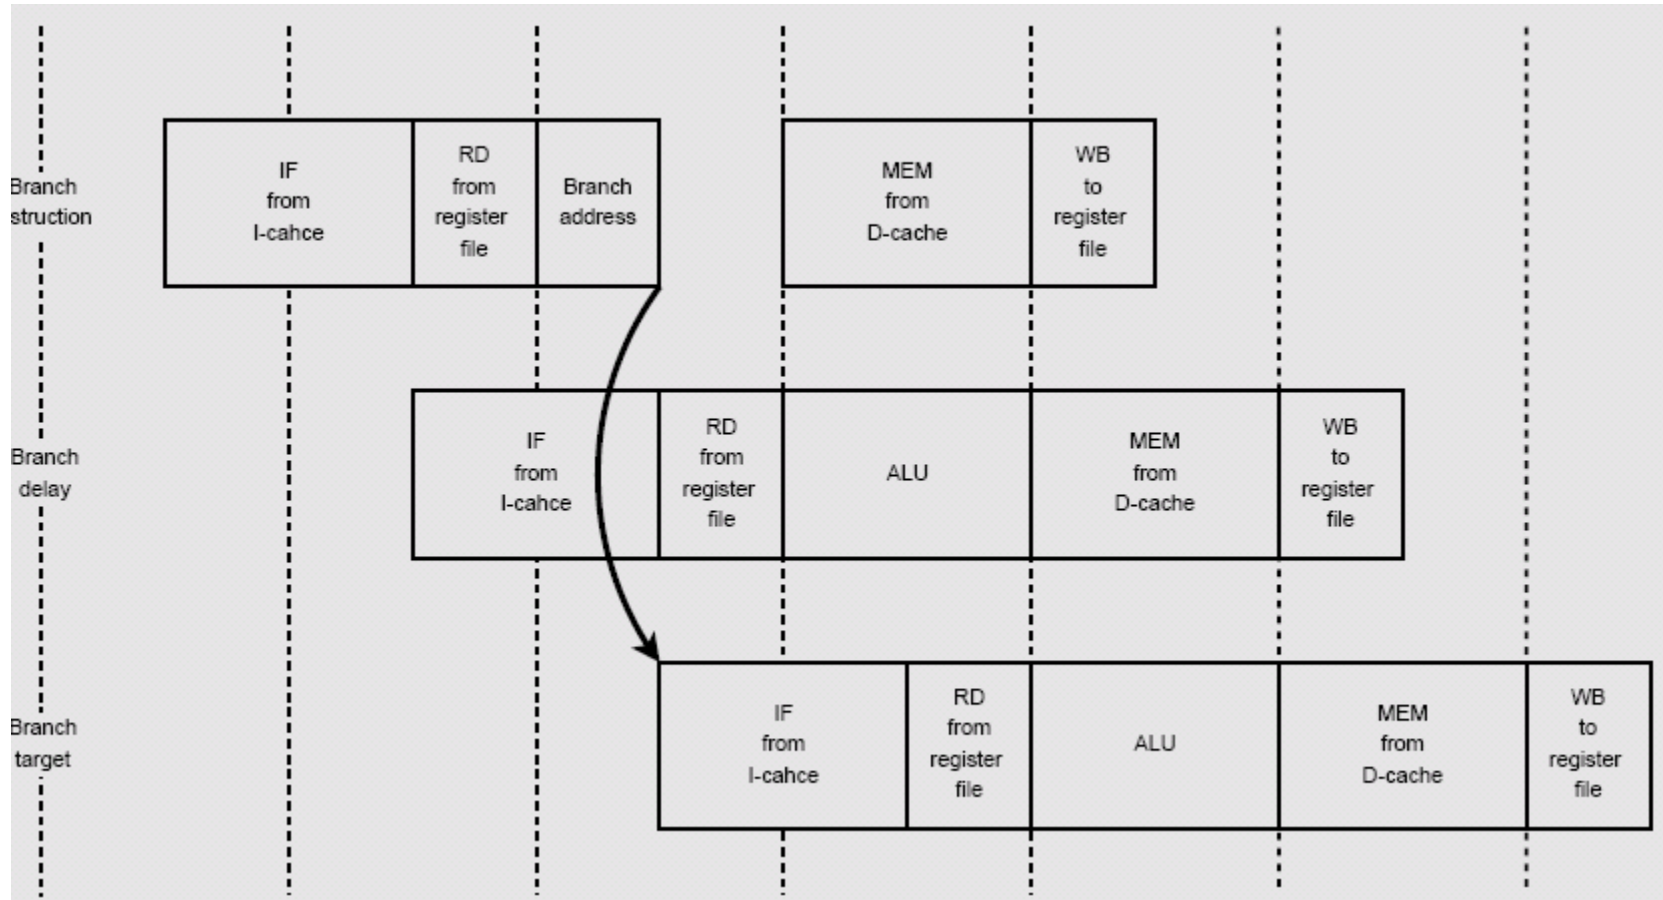 Branch
struction
IF
from
I-cahce
RD
from
register
file
Branch
address
MEM
from
D-cache
WB
to
register
file
Branch
delay
IF
from
I-cahce
RD
from
register
file
ALU
MEM
from
D-cache
WB
to
register
file
Branch
target
IF
from
I-cahce
RD
from
register
file
ALU
MEM
from
D-cache
WB
to
register
file